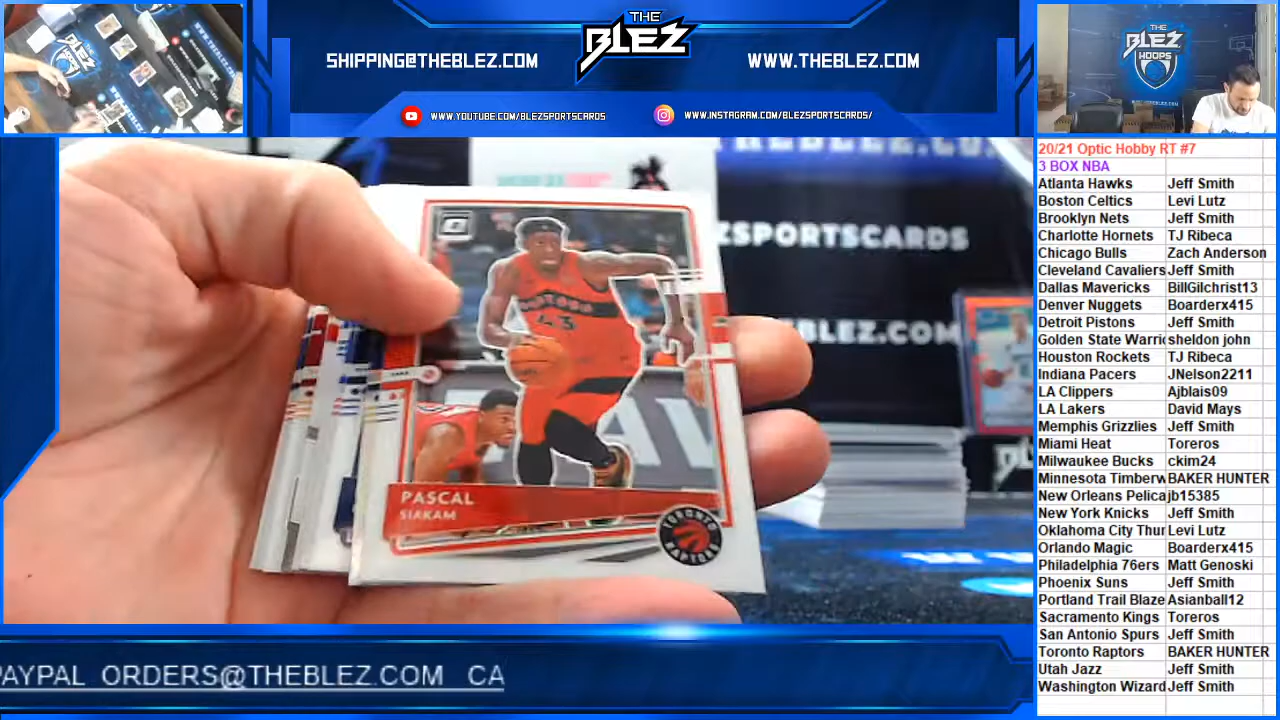 THE
BLEZ
SHIPPING@THEBLEZ.COM
WWW.THEBLEZ.COM
WWW.YOUTUBE.COM/BLEZSPORTSCARDS
WWW.INSTAGRAM.COM/BLEZSPORTSCARDS/
THE
BLEZ
HOOPS
20/21 Optic Hobby RT #7
3 BOX NBA
Atlanta Hawks Jeff Smith
Boston Celtics Levi Lutz
Brooklyn Nets Jeff Smith
Charlotte Hornets TJ Ribeca
Chicago Bulls Zach Anderson
Cleveland Cavaliers Jeff Smith
Dallas Mavericks BillGilchrist13
Denver Nuggets Boarderx415
Detroit Pistons Jeff Smith
Golden State Warri sheldon john
Houston Rockets TJ Ribeca
Indiana Pacers JNelson2211
LA Clippers Ajblais09
LA Lakers David Mays
Memphis Grizzlies Jeff Smith
Miami Heat Toreros
Milwaukee Bucks ckim24
Minnesota Timberw BAKER HUNTER
New Orleans Pelica jb15385
New York Knicks Jeff Smith
Oklahoma City Thu Levi Lutz
Orlando Magic Boarderx415
Philadelphia 76ers Matt Genoski
Phoenix Suns Jeff Smith
Portland Trail Blaze Asianball12
Sacramento Kings Toreros
San Antonio Spurs Jeff Smith
Toronto Raptors BAKER HUNTER
Utah Jazz Jeff Smith
Washington Wizard Jeff Smith
ZSPORTSCARDS
BLEZ.COM
43
PASCAL
SIAKAM
TORONTO
RAPTORS
PAYPAL ORDERS@THEBLEZ.COM CA